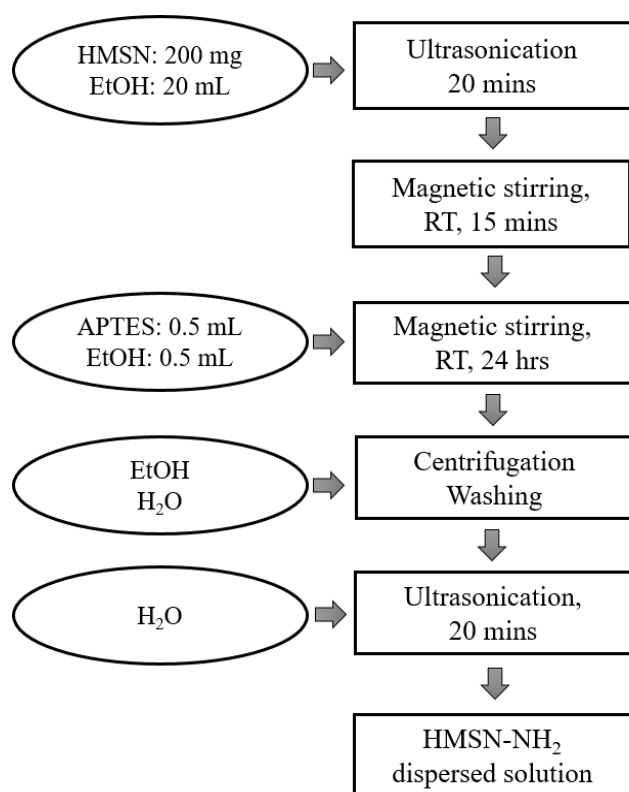 HMSN: 200 mg
EtOH: 20 mL
Ultrasonication
20 mins
Magnetic stirring,
RT, 15 mins
APTES: 0.5 mL
EtOH: 0.5 mL
Magnetic stirring,
RT, 24 hrs
EtOH
H₂O
Centrifugation
Washing
H₂O
Ultrasonication,
20 mins
HMSN-NH₂
dispersed solution